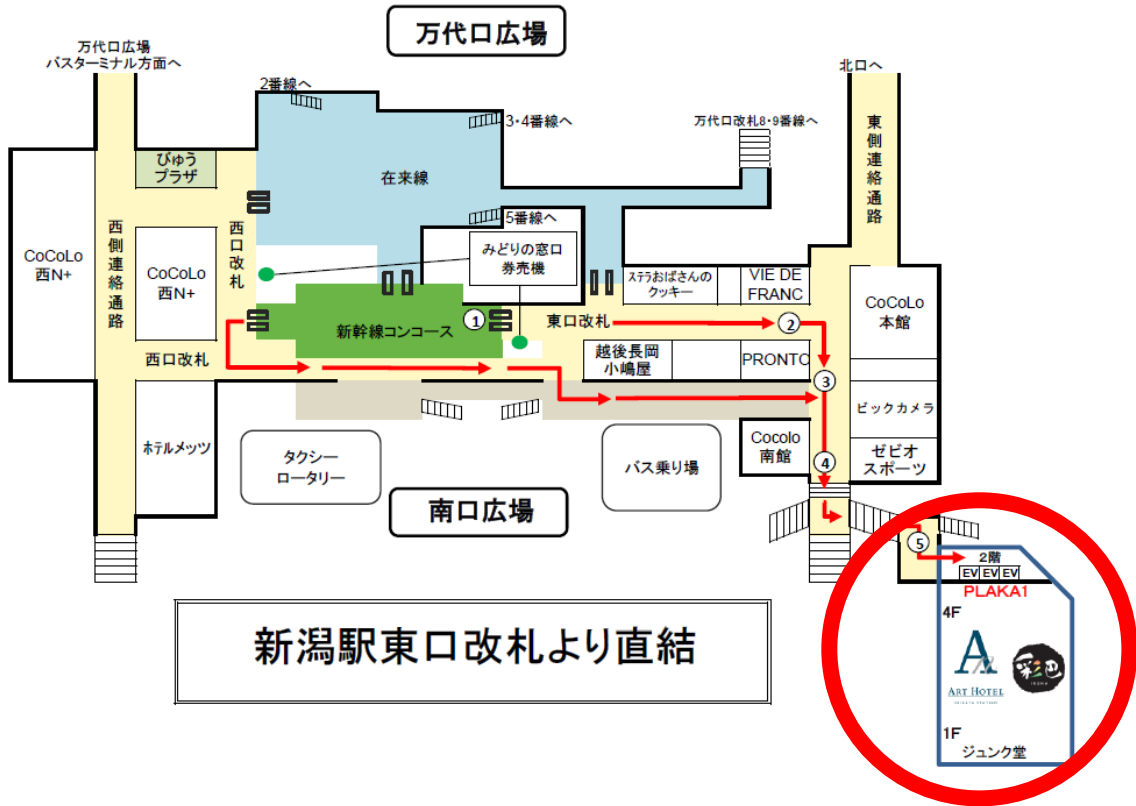 万代口広場
万代口広場
バスターミナル方面へ
2番線へ
3・4番線へ
万代口改札8・9番線へ
北口へ
東側連絡通路
びゅう
プラザ
在来線
5番線へ
みどりの窓口
券売機
西側連絡通路
西口改札
CoCoLo
西N+
CoCoLo
西N+
ステラおばさんの
クッキー
VIE DE
FRANC
CoCoLo
本館
①
新幹線コンコース
東口改札
②
西口改札
越後長岡
小嶋屋
PRONTO
③
ビックカメラ
ホテルメッツ
タクシー
ロータリー
バス乗り場
Cocolo
南館
④
ゼビオ
スポーツ
南口広場
⑤
2階
EV EV EV
PLAKA1
4F
A
ART HOTEL
彩巴
1F
ジュンク堂
新潟駅東口改札より直結